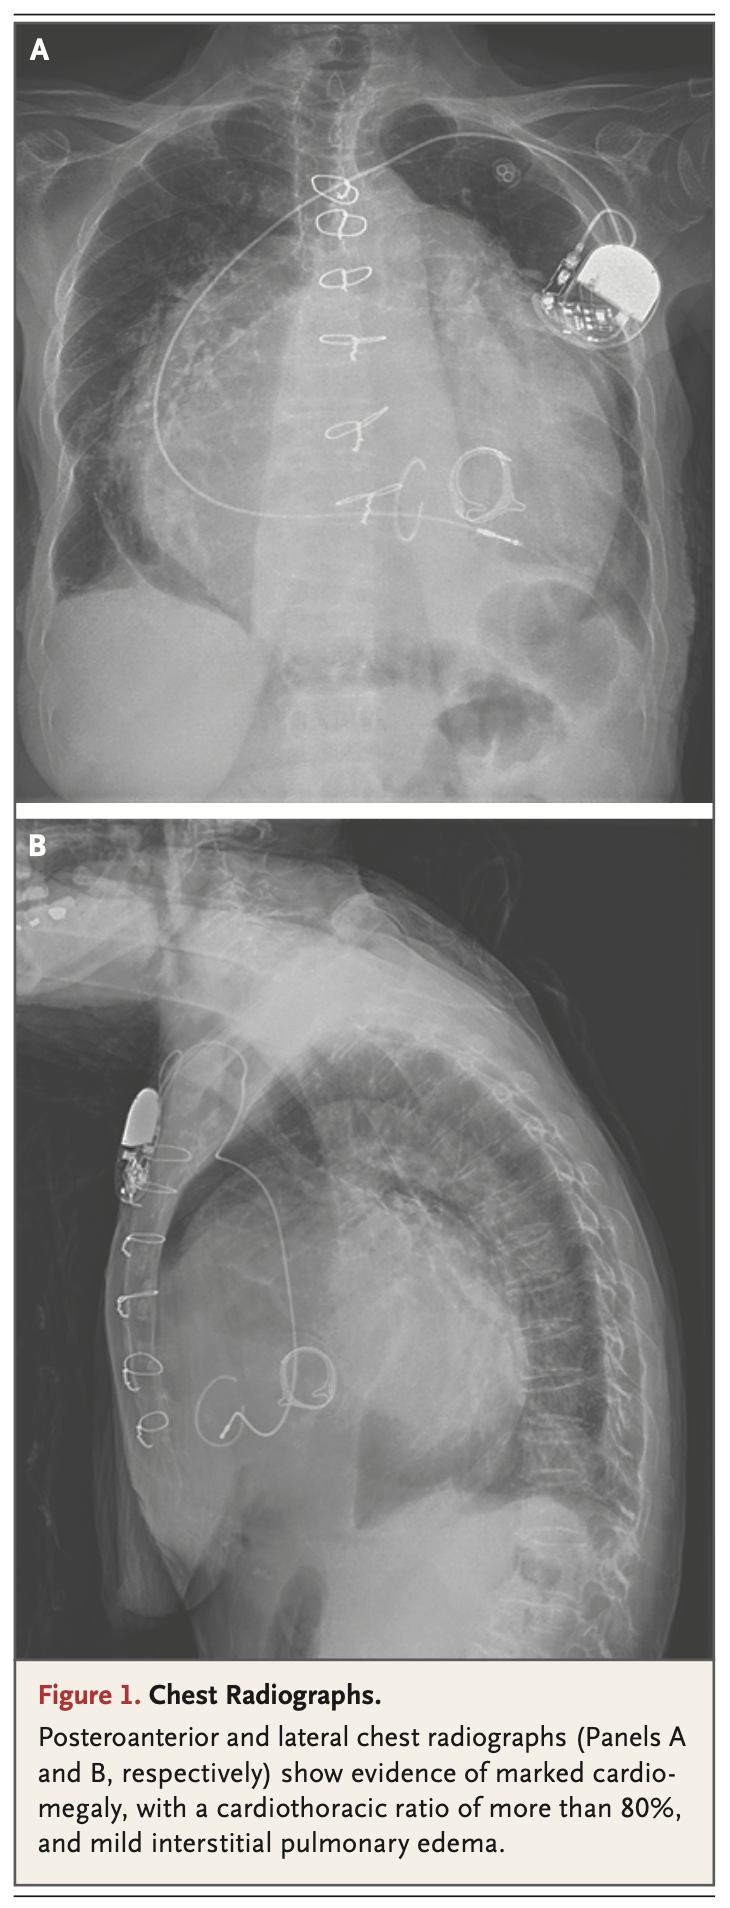 A
B
Figure 1. Chest Radiographs.
Posteroanterior and lateral chest radiographs (Panels A
and B, respectively) show evidence of marked cardio-
megaly, with a cardiothoracic ratio of more than 80%,
and mild interstitial pulmonary edema.